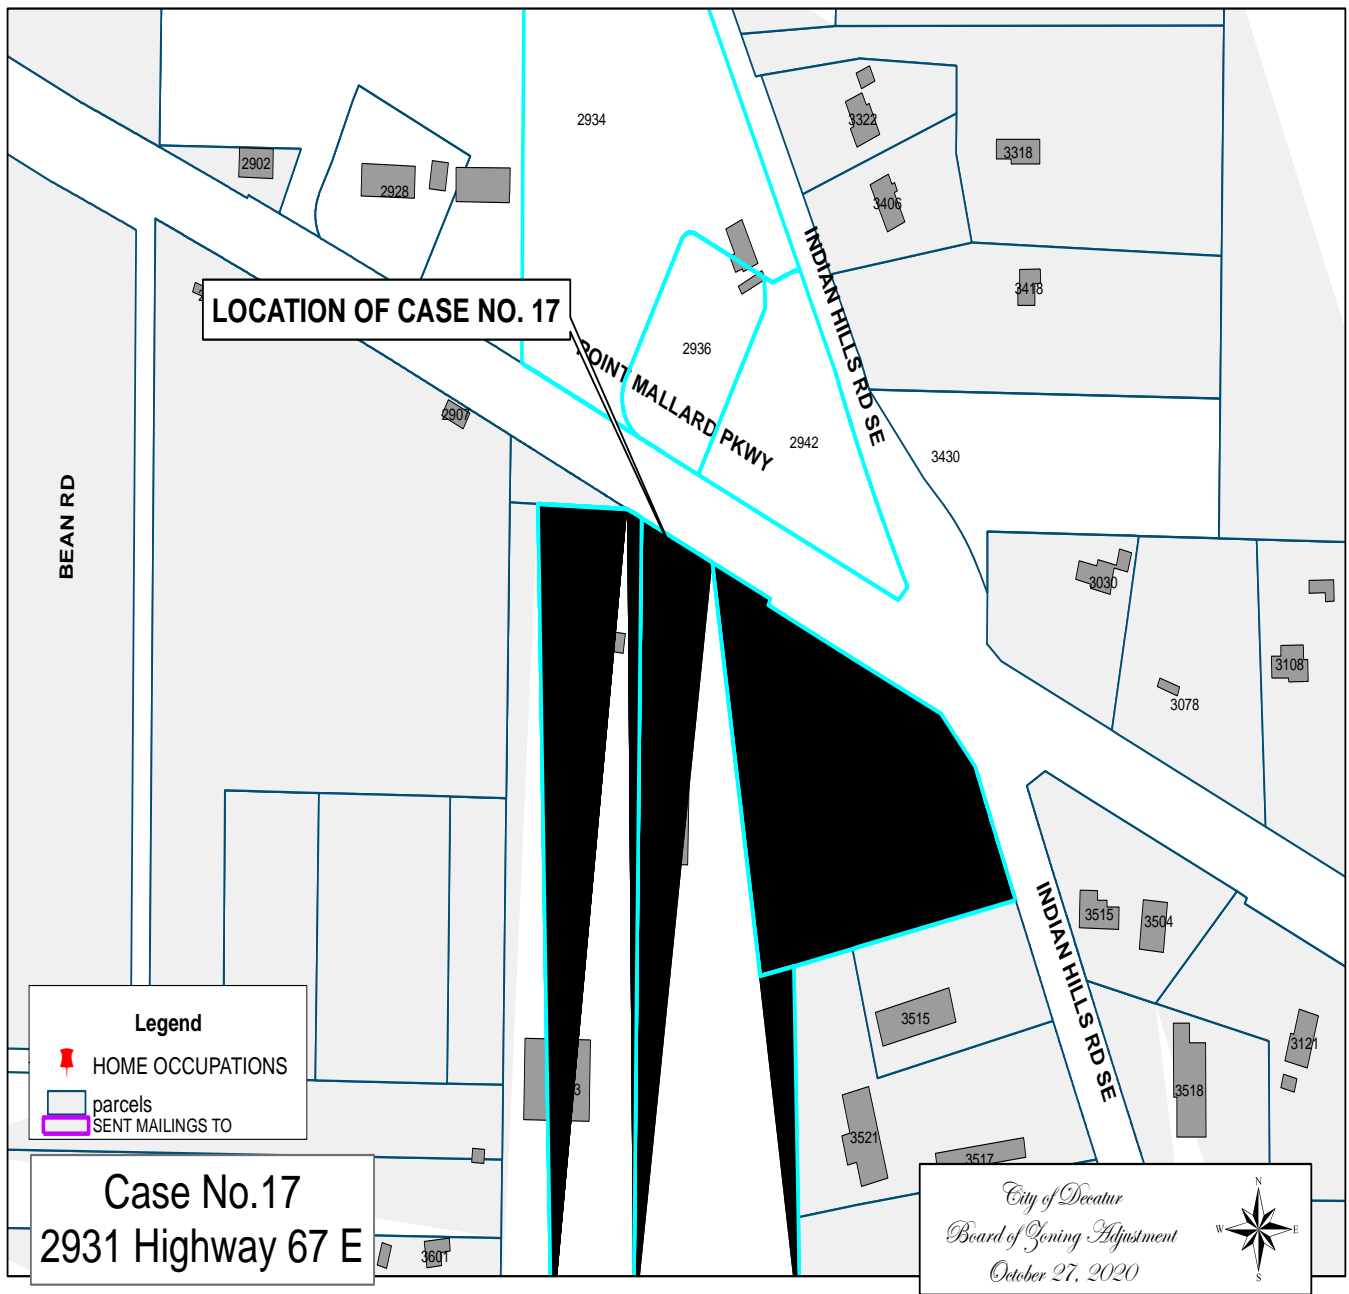 2934
3322
3318
2902
2928
3406
INDIAN HILLS RD SE
3418
LOCATION OF CASE NO. 17
2936
POINT MALLARD PKWY
2907
2942
3430
BEAN RD
3030
3108
3078
INDIAN HILLS RD SE
3515
3504
3515
3121
3518
3521
3517
3601
Legend
HOME OCCUPATIONS
parcels
SENT MAILINGS TO
Case No.17
2931 Highway 67 E
City of Decatur
Board of Zoning Adjustment
October 27, 2020
N
W
E
S